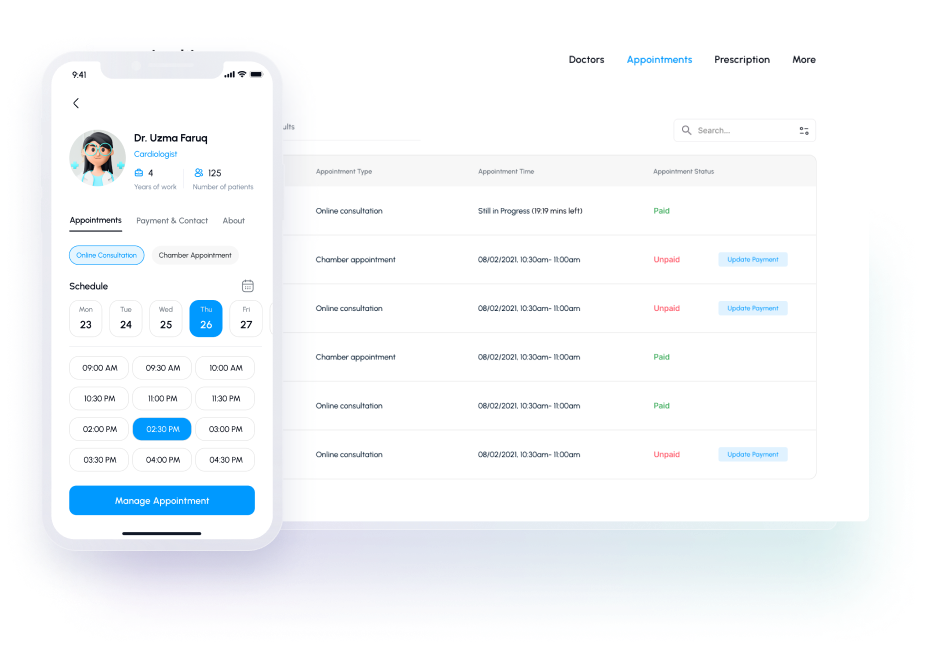 Doctors Appointments Prescription More
9:41
Dr. Uzma Faruq
Cardiologist
4 125
Years of work Number of patients
Appointments Payment & Contact About
Online Consultation Chamber Appointment
Schedule
Mon Tue Wed Thu Fri
23 24 25 26 27
09:00 AM 09:30 AM 10:00 AM
10:30 PM 11:00 PM 11:30 PM
02:00 PM 02:30 PM 03:00 PM
03:30 PM 04:00 PM 04:30 PM
Manage Appointment
Search...
Appointment Type Appointment Time Appointment Status
Online consultation Still in Progress (19:19 mins left) Paid
Chamber appointment 08/02/2021, 10:30am- 11:00am Unpaid Update Payment
Online consultation 08/02/2021, 10:30am- 11:00am Unpaid Update Payment
Chamber appointment 08/02/2021, 10:30am- 11:00am Paid
Online consultation 08/02/2021, 10:30am- 11:00am Paid
Online consultation 08/02/2021, 10:30am- 11:00am Unpaid Update Payment